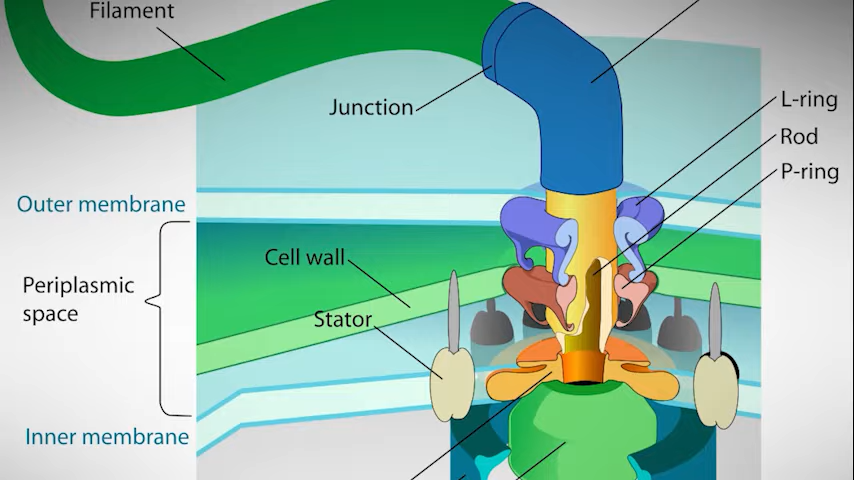 Filament
Junction
L-ring
Rod
P-ring
Outer membrane
Cell wall
Periplasmic
space
Stator
Inner membrane